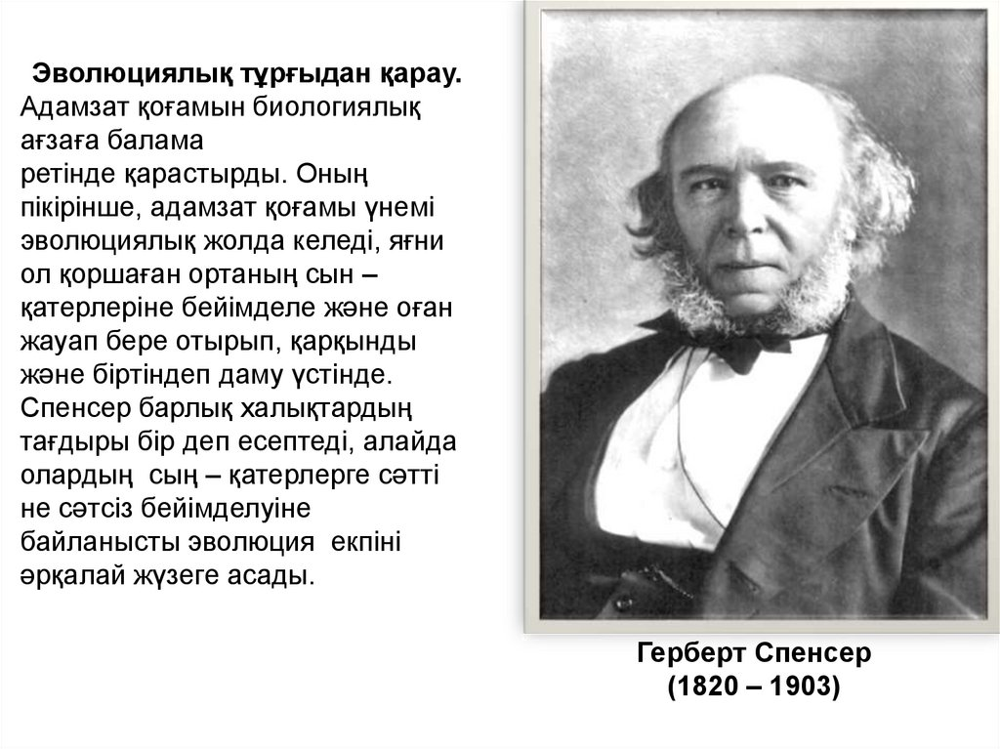 Эволюциялық тұрғыдан қарау.
Адамзат қоғамын биологиялық
ағзаға балама
ретінде қарастырды. Оның
пікірінше, адамзат қоғамы үнемі
эволюциялық жолда келеді, яғни
ол қоршаған ортаның сын –
қатерлеріне бейімделе және оған
жауап бере отырып, қарқынды
және біртіндеп даму үстінде.
Спенсер барлық халықтардың
тағдыры бір деп есептеді, алайда
олардың сың – қатерлерге сәтті
не сәтсіз бейімделуіне
байланысты эволюция екпіні
әрқалай жүзеге асады.
Герберт Спенсер
(1820 – 1903)